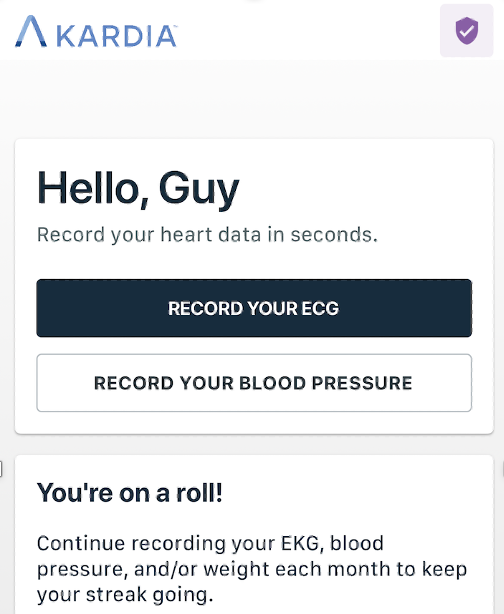 KARDIA™
Hello, Guy
Record your heart data in seconds.
RECORD YOUR ECG
RECORD YOUR BLOOD PRESSURE
You're on a roll!
Continue recording your EKG, blood
pressure, and/or weight each month to keep
your streak going.